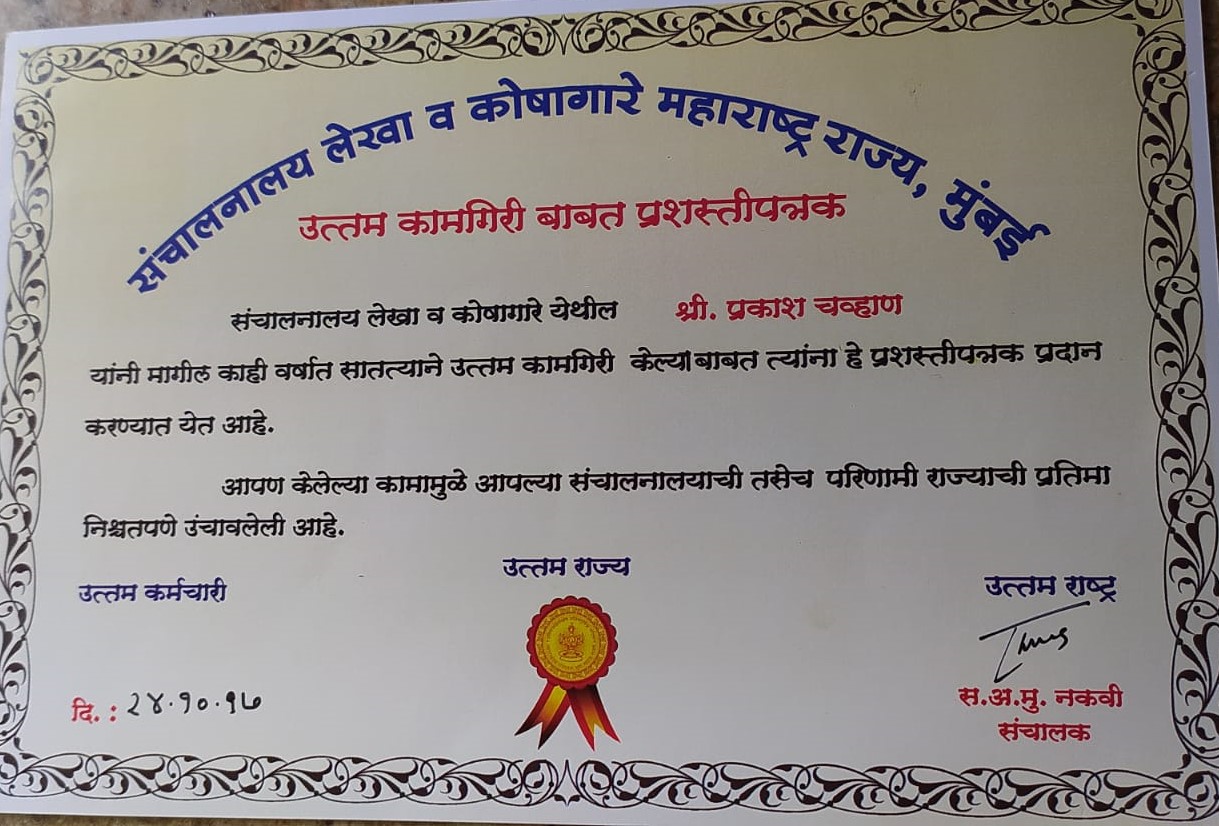 संचालनालय लेखा व कोषागारे महाराष्ट्र राज्य, मुंबई
उत्तम कामगिरी बाबत प्रशस्तीपत्रक
संचालनालय लेखा व कोषागारे येथील श्री. प्रकाश चव्हाण
यांनी मागील काही वर्षात सातत्याने उत्तम कामगिरी केल्याबाबत त्यांना हे प्रशस्तीपत्रक प्रदान
करण्यात येत आहे.
आपण केलेल्या कामामुळे आपल्या संचालनालयाची तसेच परिणामी राज्याची प्रतिमा
निश्चतपणे उंचावलेली आहे.
उत्तम कर्मचारी उत्तम राज्य उत्तम राष्ट्र
दि. : २४.१०.१७
स.अ.मु. नकवी
संचालक